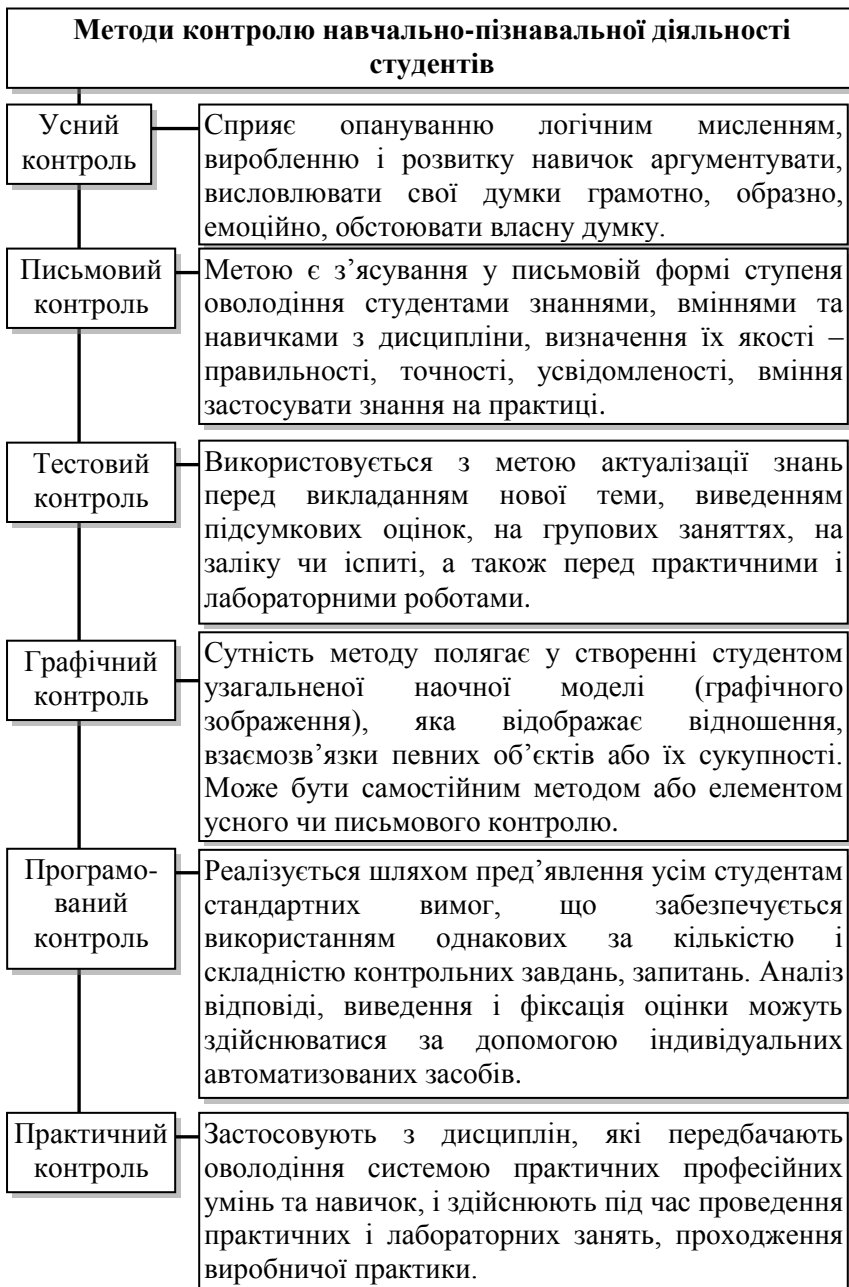 Методи контролю навчально-пізнавальної діяльності
студентів
Усний
контроль
Сприяє опануванню логічним мисленням,
виробленню і розвитку навичок аргументувати,
висловлювати свої думки грамотно, образно,
емоційно, обстоювати власну думку.
Письмовий
контроль
Метою є з’ясування у письмовій формі ступеня
оволодіння студентами знаннями, вміннями та
навичками з дисципліни, визначення їх якості –
правильності, точності, усвідомленості, вміння
застосувати знання на практиці.
Тестовий
контроль
Використовується з метою актуалізації знань
перед викладанням нової теми, виведенням
підсумкових оцінок, на групових заняттях, на
заліку чи іспиті, а також перед практичними і
лабораторними роботами.
Графічний
контроль
Сутність методу полягає у створенні студентом
узагальненої наочної моделі (графічного
зображення), яка відображає відношення,
взаємозв’язки певних об’єктів або їх сукупності.
Може бути самостійним методом або елементом
усного чи письмового контролю.
Програмо-
ваний
контроль
Реалізується шляхом пред’явлення усім студентам
стандартних вимог, що забезпечується
використанням однакових за кількістю і
складністю контрольних завдань, запитань. Аналіз
відповіді, виведення і фіксація оцінки можуть
здійснюватися за допомогою індивідуальних
автоматизованих засобів.
Практичний
контроль
Застосовують з дисциплін, які передбачають
оволодіння системою практичних професійних
умінь та навичок, і здійснюють під час проведення
практичних і лабораторних занять, проходження
виробничої практики.